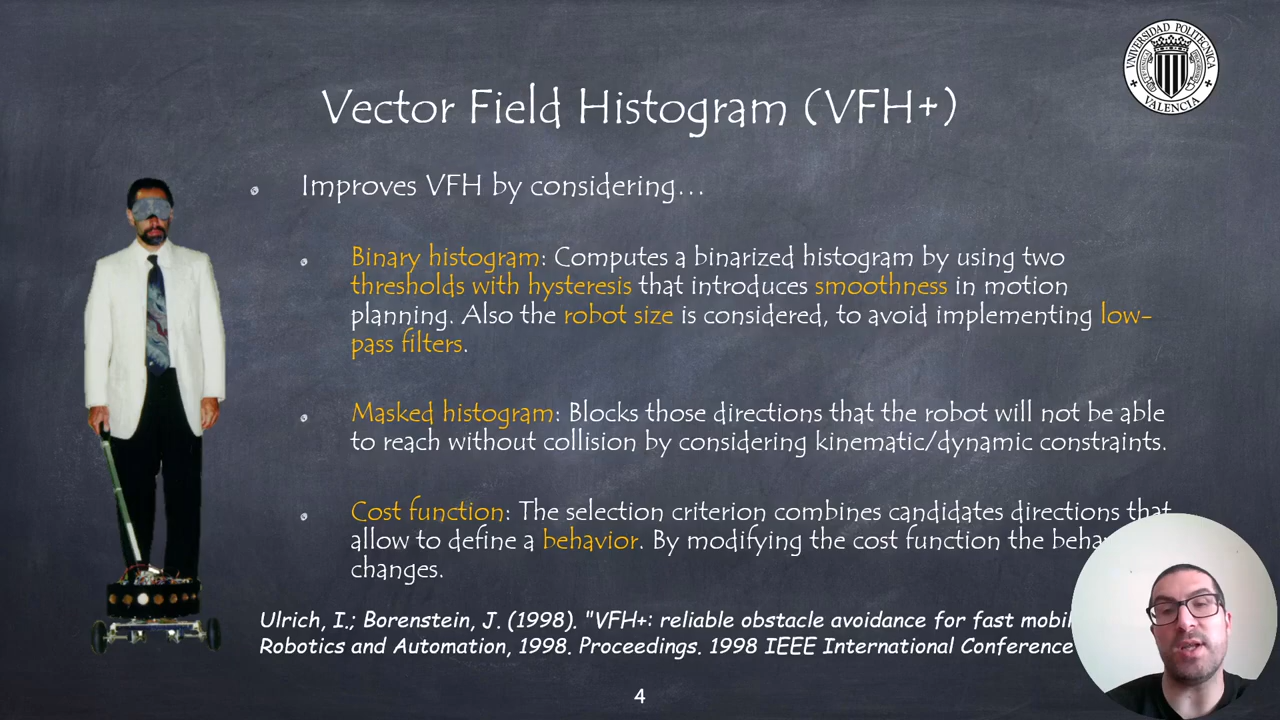 UNIVERSIDAD POLITECNICA
VALENCIA
Vector Field Histogram (VFH+)
Improves VFH by considering...
Binary histogram: Computes a binarized histogram by using two
thresholds with hysteresis that introduces smoothness in motion
planning. Also the robot size is considered, to avoid implementing low-
pass filters.
Masked histogram: Blocks those directions that the robot will not be able
to reach without collision by considering kinematic/dynamic constraints.
Cost function: The selection criterion combines candidates directions that
allow to define a behavior. By modifying the cost function the
changes.
Ulrich, I.; Borenstein, J. (1998). "VFH+: reliable obstacle avoidance for fast
Robotics and Automation, 1998. Proceedings. 1998 IEEE International Conference
4